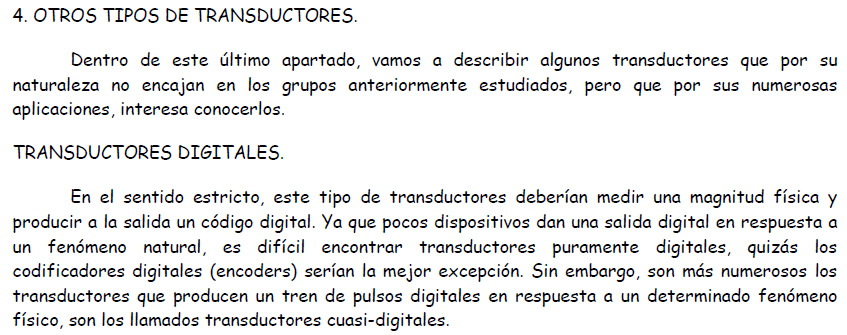 4. OTROS TIPOS DE TRANSDUCTORES.
Dentro de este último apartado, vamos a describir algunos transductores que por su
naturaleza no encajan en los grupos anteriormente estudiados, pero que por sus numerosas
aplicaciones, interesa conocerlos.
TRANSDUCTORES DIGITALES.
En el sentido estricto, este tipo de transductores deberían medir una magnitud física y
producir a la salida un código digital. Ya que pocos dispositivos dan una salida digital en respuesta a
un fenómeno natural, es difícil encontrar transductores puramente digitales, quizás los
codificadores digitales (encoders) serían la mejor excepción. Sin embargo, son más numerosos los
transductores que producen un tren de pulsos digitales en respuesta a un determinado fenómeno
físico, son los llamados transductores cuasi-digitales.